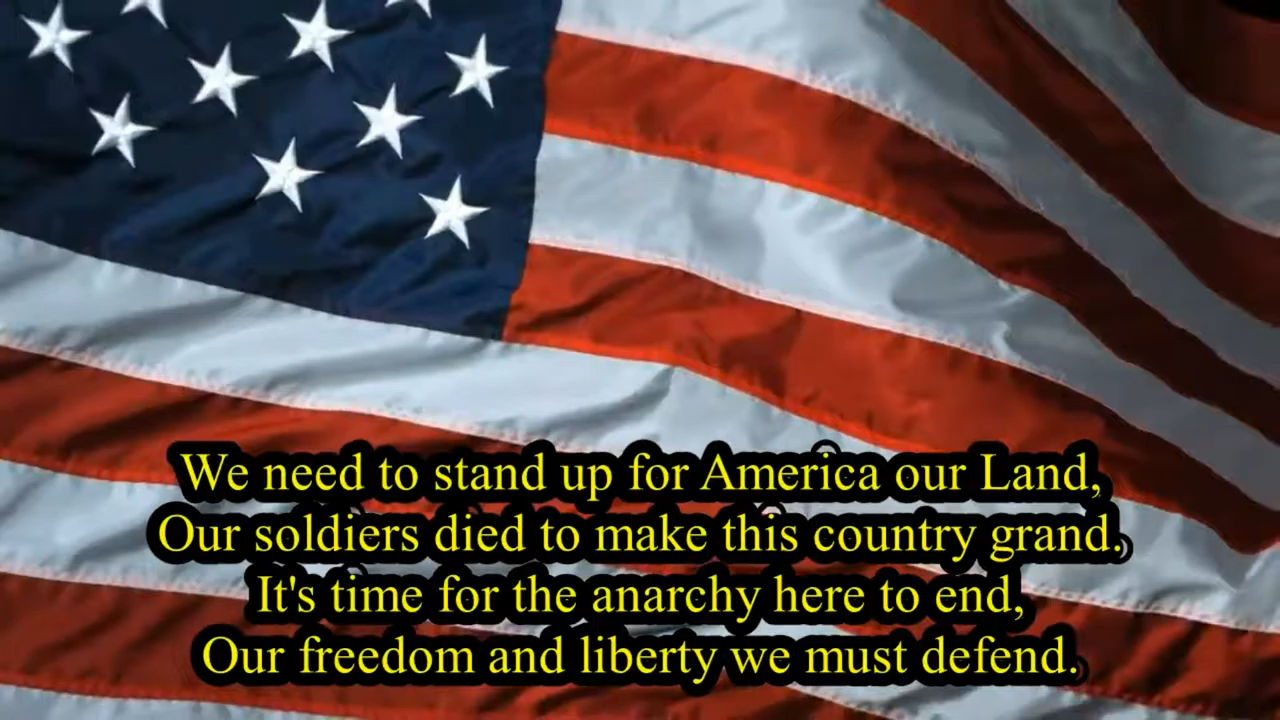 We need to stand up for America our Land,
Our soldiers died to make this country grand.
It's time for the anarchy here to end,
Our freedom and liberty we must defend.